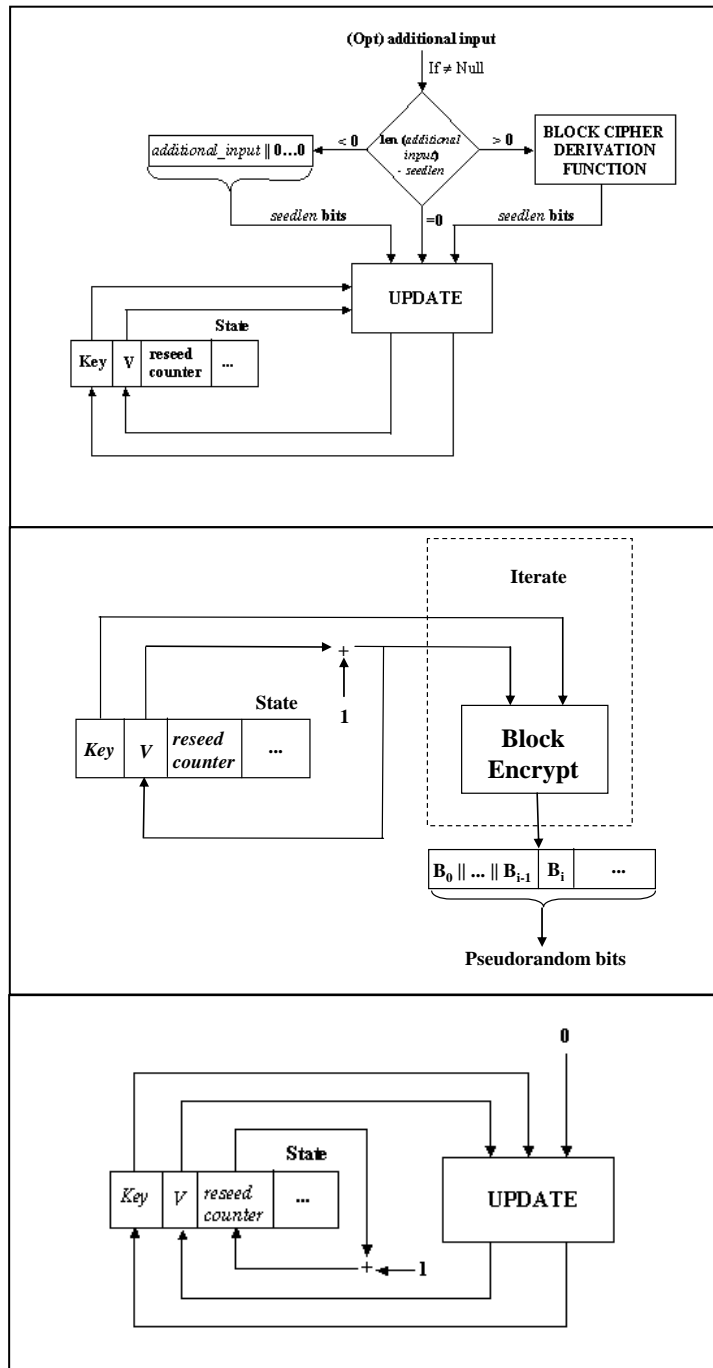 (Opt) additional input
If ≠ Null
< 0
len (additional
input)
- seedlen
> 0
additional_input || 0...0
BLOCK CIPHER
DERIVATION
FUNCTION
seedlen bits
=0
seedlen bits
UPDATE
State
Key
V
reseed
counter
...
Iterate
+
1
State
Key
V
reseed
counter
...
Block
Encrypt
B₀ || ... || Bᵢ₋₁
Bᵢ
...
Pseudorandom bits
0
State
Key
V
reseed
counter
...
UPDATE
+
1